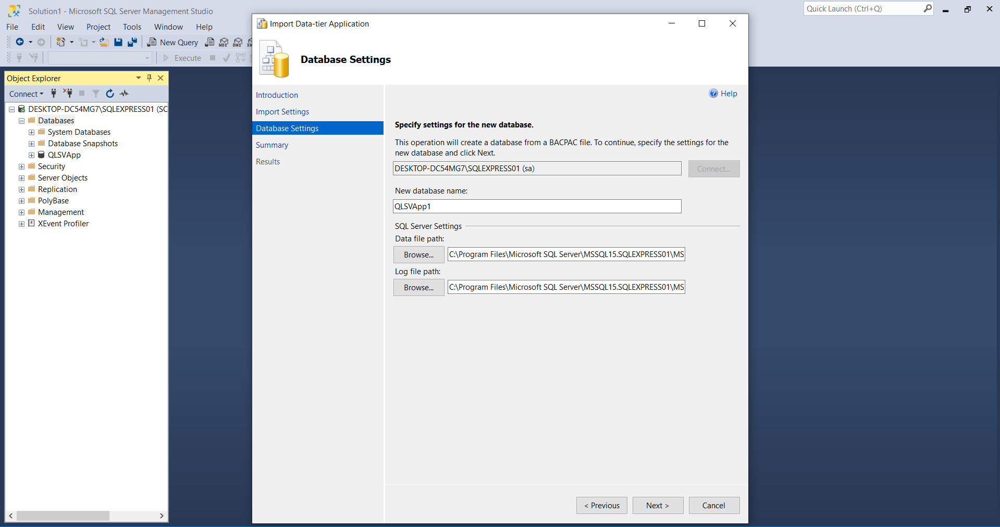 Solution1 - Microsoft SQL Server Management Studio
Quick Launch (Ctrl+Q)
File Edit View Project Tools Window Help
New Query MDX DMX
Execute
Object Explorer
Connect
DESKTOP-DC54MG7\SQLEXPRESS01 (SC
Databases
System Databases
Database Snapshots
QLSVApp
Security
Server Objects
Replication
PolyBase
Management
XEvent Profiler
Import Data-tier Application
Database Settings
Introduction
Import Settings
Database Settings
Summary
Results
Help
Specify settings for the new database.
This operation will create a database from a BACPAC file. To continue, specify the settings for the
new database and click Next.
DESKTOP-DC54MG7\SQLEXPRESS01 (sa)
Connect...
New database name:
QLSVApp1
SQL Server Settings
Data file path:
Browse... C:\Program Files\Microsoft SQL Server\MSSQL15.SQLEXPRESS01\MS
Log file path:
Browse... C:\Program Files\Microsoft SQL Server\MSSQL15.SQLEXPRESS01\MS
< Previous Next > Cancel